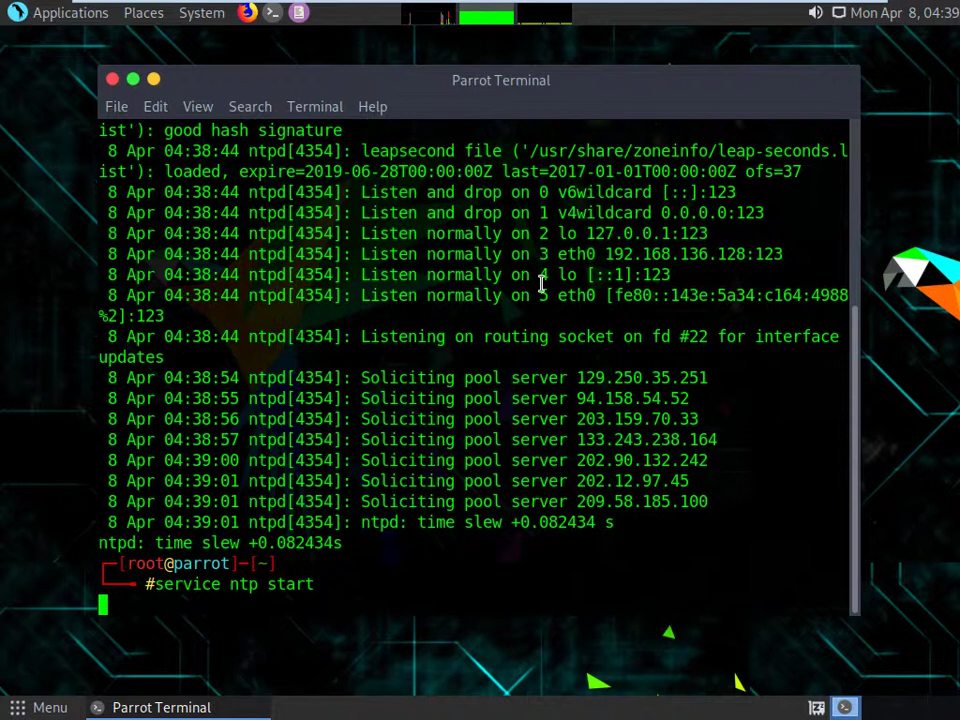 Applications Places System Mon Apr 8, 04:39
Parrot Terminal
File Edit View Search Terminal Help
ist'): good hash signature
8 Apr 04:38:44 ntpd[4354]: leapsecond file ('/usr/share/zoneinfo/leap-seconds.l
ist'): loaded, expire=2019-06-28T00:00:00Z last=2017-01-01T00:00:00Z ofs=37
8 Apr 04:38:44 ntpd[4354]: Listen and drop on 0 v6wildcard [::]:123
8 Apr 04:38:44 ntpd[4354]: Listen and drop on 1 v4wildcard 0.0.0.0:123
8 Apr 04:38:44 ntpd[4354]: Listen normally on 2 lo 127.0.0.1:123
8 Apr 04:38:44 ntpd[4354]: Listen normally on 3 eth0 192.168.136.128:123
8 Apr 04:38:44 ntpd[4354]: Listen normally on 4 lo [::1]:123
8 Apr 04:38:44 ntpd[4354]: Listen normally on 5 eth0 [fe80::143e:5a34:c164:4988
%2]:123
8 Apr 04:38:44 ntpd[4354]: Listening on routing socket on fd #22 for interface
updates
8 Apr 04:38:54 ntpd[4354]: Soliciting pool server 129.250.35.251
8 Apr 04:38:55 ntpd[4354]: Soliciting pool server 94.158.54.52
8 Apr 04:38:56 ntpd[4354]: Soliciting pool server 203.159.70.33
8 Apr 04:38:57 ntpd[4354]: Soliciting pool server 133.243.238.164
8 Apr 04:39:00 ntpd[4354]: Soliciting pool server 202.90.132.242
8 Apr 04:39:01 ntpd[4354]: Soliciting pool server 202.12.97.45
8 Apr 04:39:01 ntpd[4354]: Soliciting pool server 209.58.185.100
8 Apr 04:39:01 ntpd[4354]: ntpd: time slew +0.082434 s
ntpd: time slew +0.082434s
┌─[root@parrot]─[~]
└──╼ #service ntp start
Menu Parrot Terminal